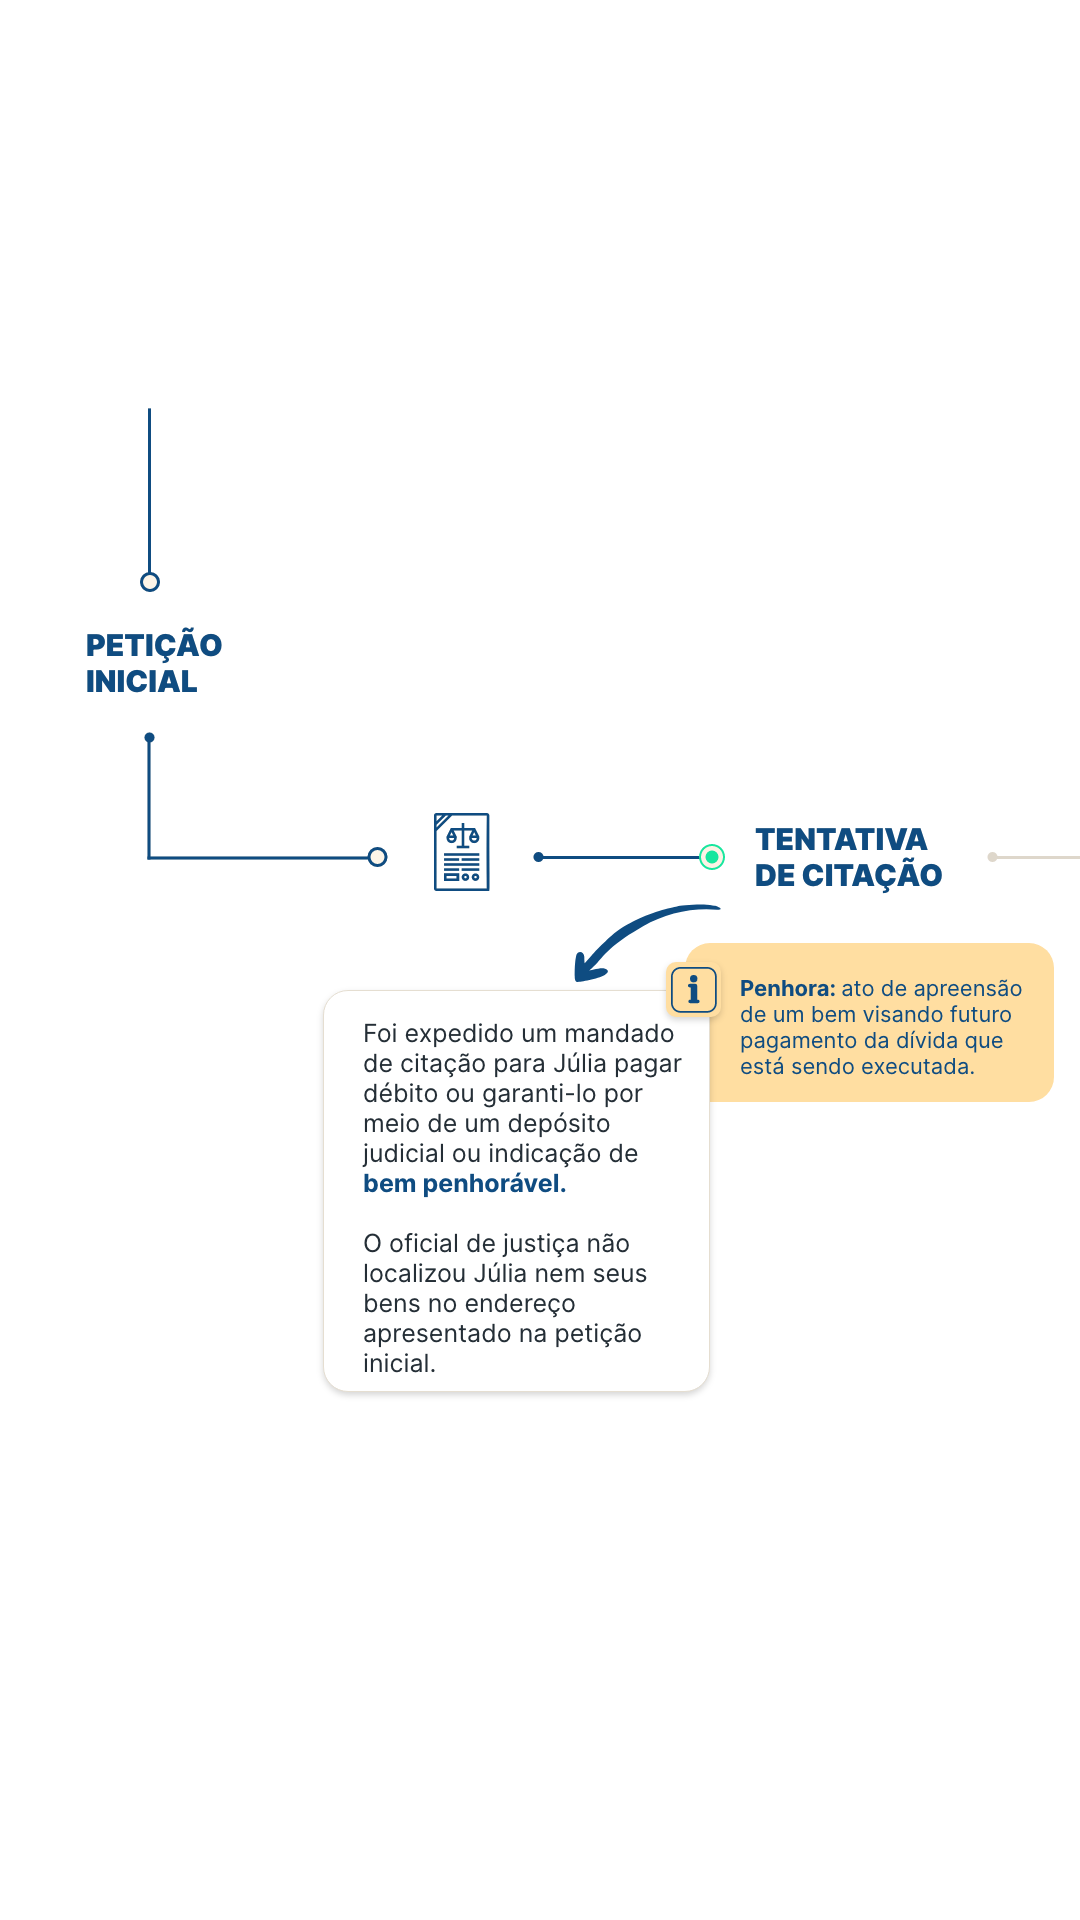 PETIÇÃO
INICIAL
TENTATIVA
DE CITAÇÃO
Penhora: ato de apreensão
de um bem visando futuro
pagamento da dívida que
está sendo executada.
Foi expedido um mandado
de citação para Júlia pagar
débito ou garanti-lo por
meio de um depósito
judicial ou indicação de
bem penhorável.
O oficial de justiça não
localizou Júlia nem seus
bens no endereço
apresentado na petição
inicial.